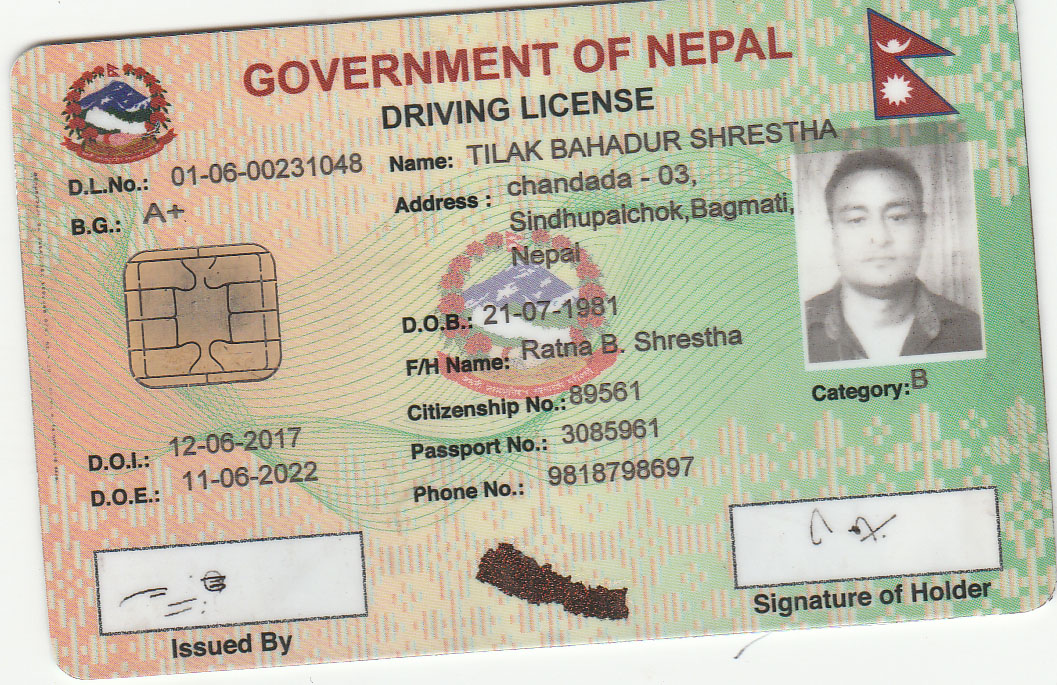 GOVERNMENT OF NEPAL
DRIVING LICENSE
D.L.No.: 01-06-00231048
Name: TILAK BAHADUR SHRESTHA
B.G.: A+
Address : chandada - 03,
Sindhupalchok,Bagmati,
Nepal
D.O.B.: 21-07-1981
F/H Name: Ratna B. Shrestha
Category: B
Citizenship No.: 89561
D.O.I.: 12-06-2017
Passport No.: 3085961
D.O.E.: 11-06-2022
Phone No.: 9818798697
Issued By
Signature of Holder